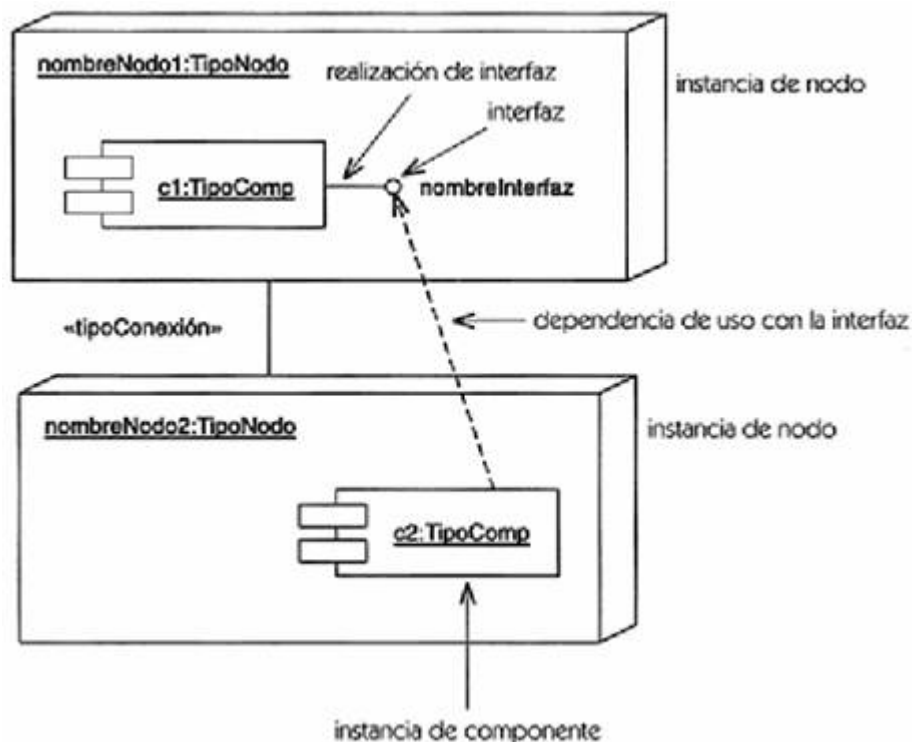 nombreNodo1:TipoNodo
realización de interfaz
instancia de nodo
interfaz
c1:TipoComp
nombreInterfaz
«tipoConexión»
dependencia de uso con la interfaz
nombreNodo2:TipoNodo
instancia de nodo
c2:TipoComp
instancia de componente